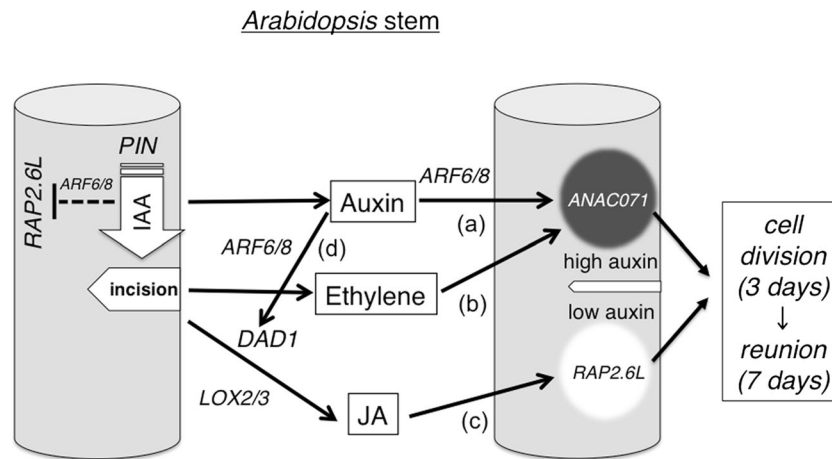 Arabidopsis stem
PIN
RAP2.6L
ARF6/8
IAA
incision
ARF6/8
Auxin
ARF6/8
(a)
(d)
Ethylene
(b)
DAD1
LOX2/3
JA
(c)
ANAC071
high auxin
low auxin
RAP2.6L
cell
division
(3 days)
↓
reunion
(7 days)